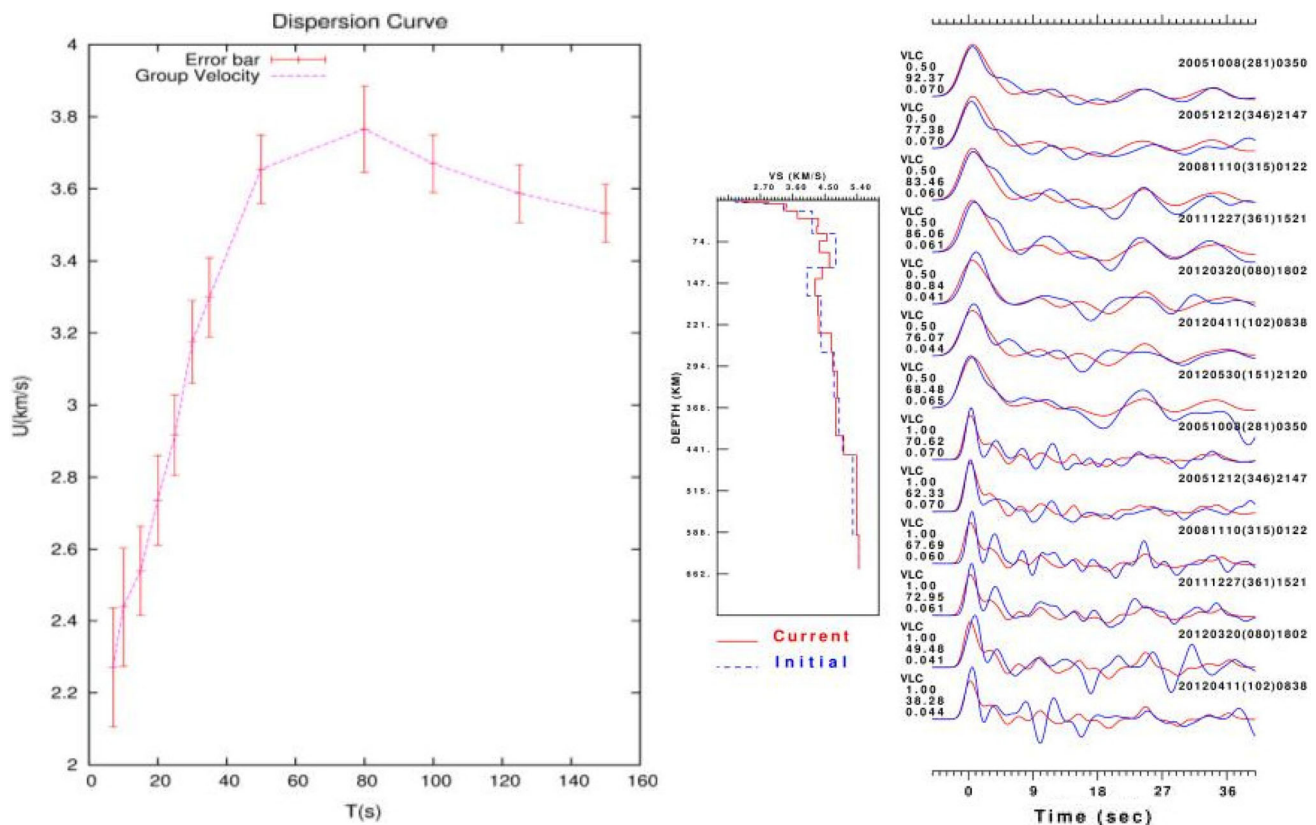 Dispersion Curve
Error bar
Group Velocity
4
3.8
3.6
3.4
3.2
3
2.8
2.6
2.4
2.2
2
U(km/s)
0 20 40 60 80 100 120 140 160
T(s)
VS (KM/S)
2.70 3.60 4.50 5.40
74.
147.
221.
294.
368.
441.
515.
588.
662.
DEPTH (KM)
Current
Initial
VLC
0.50
92.37
0.070
20051008(281)0350
VLC
0.50
77.38
0.070
20051212(346)2147
VLC
0.50
83.46
0.060
20081110(315)0122
VLC
0.50
86.06
0.061
20111227(361)1521
VLC
0.50
80.84
0.041
20120320(080)1802
VLC
0.50
76.07
0.044
20120411(102)0838
VLC
0.50
68.48
0.065
20120530(151)2120
VLC
1.00
70.62
0.070
20051008(281)0350
VLC
1.00
62.33
0.070
20051212(346)2147
VLC
1.00
67.69
0.060
20081110(315)0122
VLC
1.00
72.95
0.061
20111227(361)1521
VLC
1.00
49.48
0.041
20120320(080)1802
VLC
1.00
38.28
0.044
20120411(102)0838
0 9 18 27 36
Time (sec)